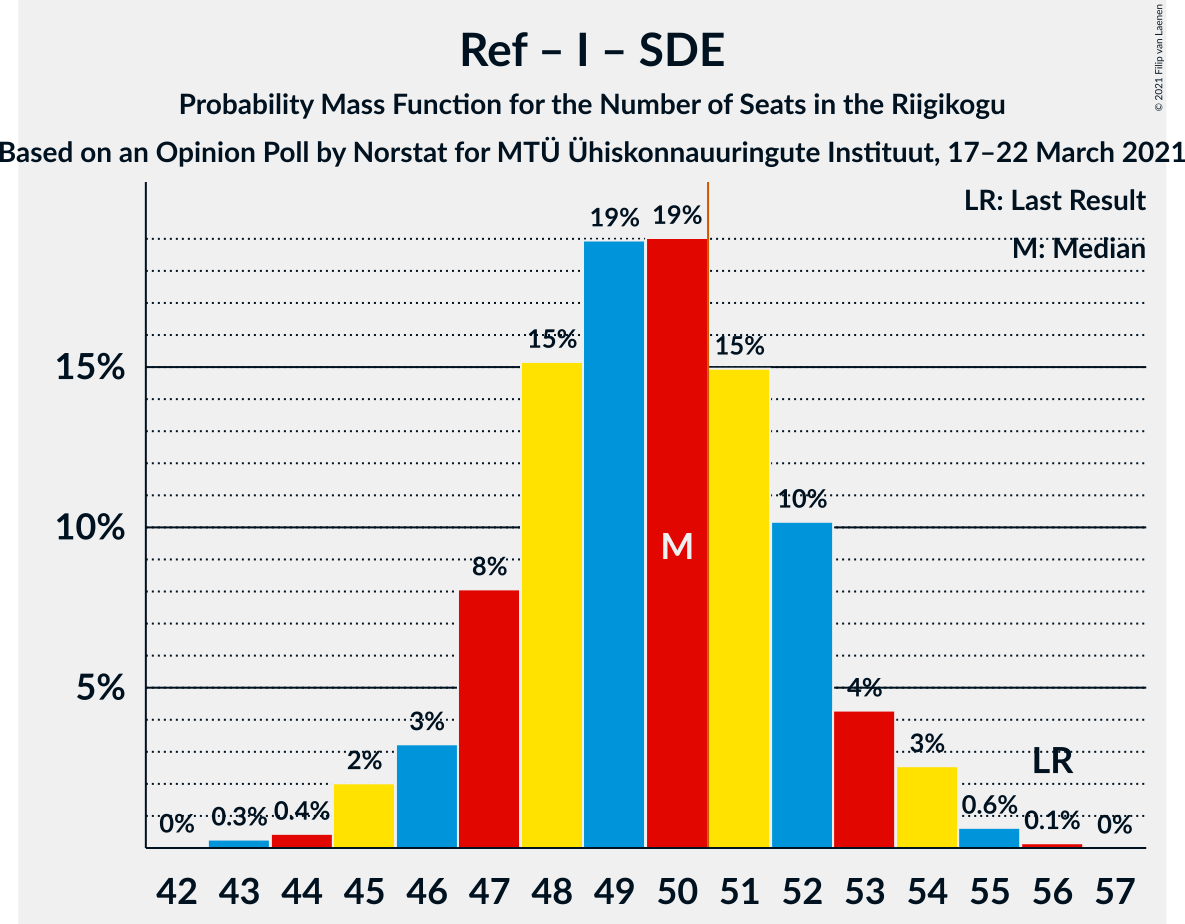 Ref – I – SDE
Probability Mass Function for the Number of Seats in the Riigikogu
Based on an Opinion Poll by Norstat for MTÜ Ühiskonnauuringute Instituut, 17–22 March 2021
© 2021 Filip van Laenen
LR: Last Result
M: Median
15%
10%
5%
0%
0.3%
0.4%
2%
3%
8%
15%
19%
19%
15%
10%
4%
3%
0.6%
0.1%
0%
M
LR
42 43 44 45 46 47 48 49 50 51 52 53 54 55 56 57